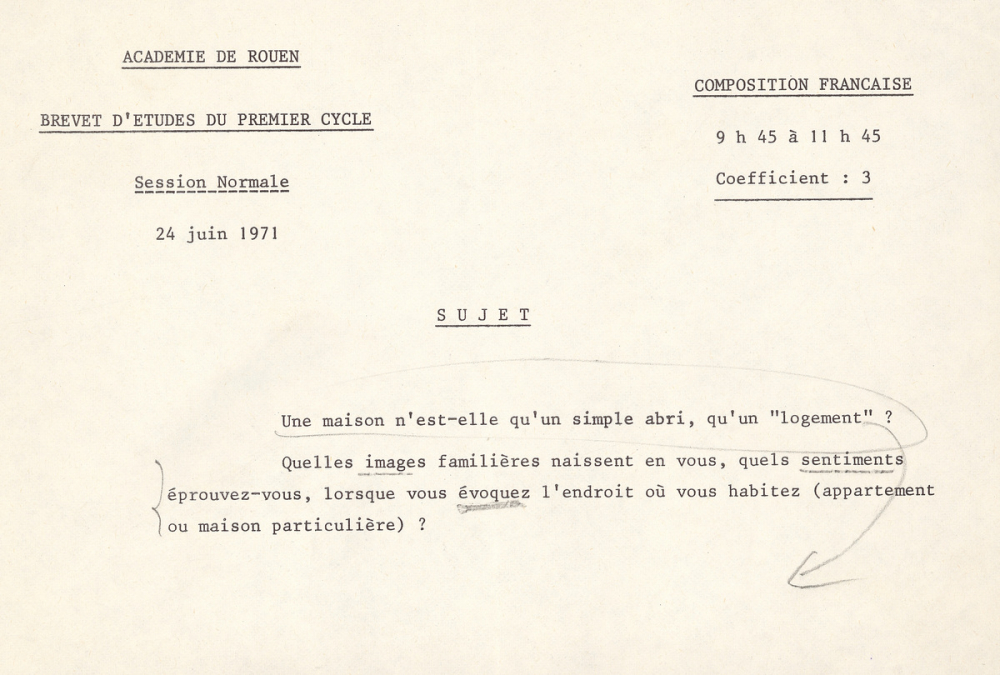 ACADEMIE DE ROUEN
BREVET D'ETUDES DU PREMIER CYCLE
Session Normale
24 juin 1971
COMPOSITION FRANCAISE
9 h 45 à 11 h 45
Coefficient : 3
S U J E T
Une maison n'est-elle qu'un simple abri, qu'un "logement" ?
Quelles images familières naissent en vous, quels sentiments
éprouvez-vous, lorsque vous évoquez l'endroit où vous habitez (appartement
ou maison particulière) ?